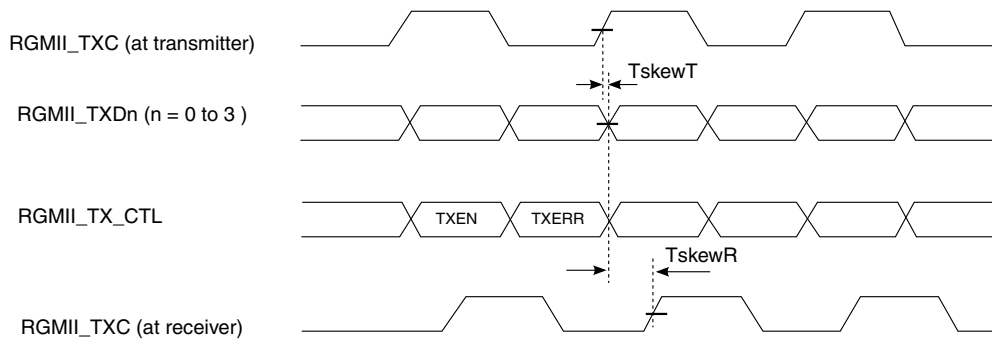 RGMII_TXC (at transmitter)
TskewT
RGMII_TXDn (n = 0 to 3 )
RGMII_TX_CTL
TXEN
TXERR
TskewR
RGMII_TXC (at receiver)